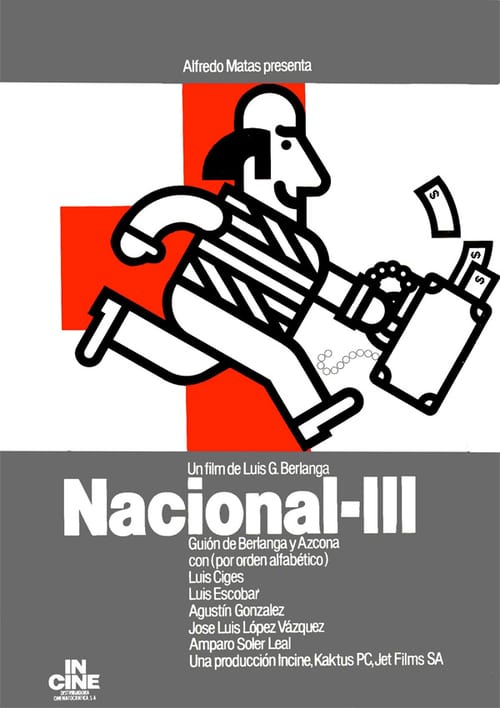 Alfredo Matas presenta
$
$
$
Un film de Luis G. Berlanga
Nacional-III
Guión de Berlanga y Azcona
con (por orden alfabético)
Luis Ciges
Luis Escobar
Agustín Gonzalez
Jose Luis López Vázquez
Amparo Soler Leal
Una producción Incine, Kaktus PC, Jet Films SA
IN
CINE
DISTRIBUIDORA
CINEMATOGRAFICA, S.A.